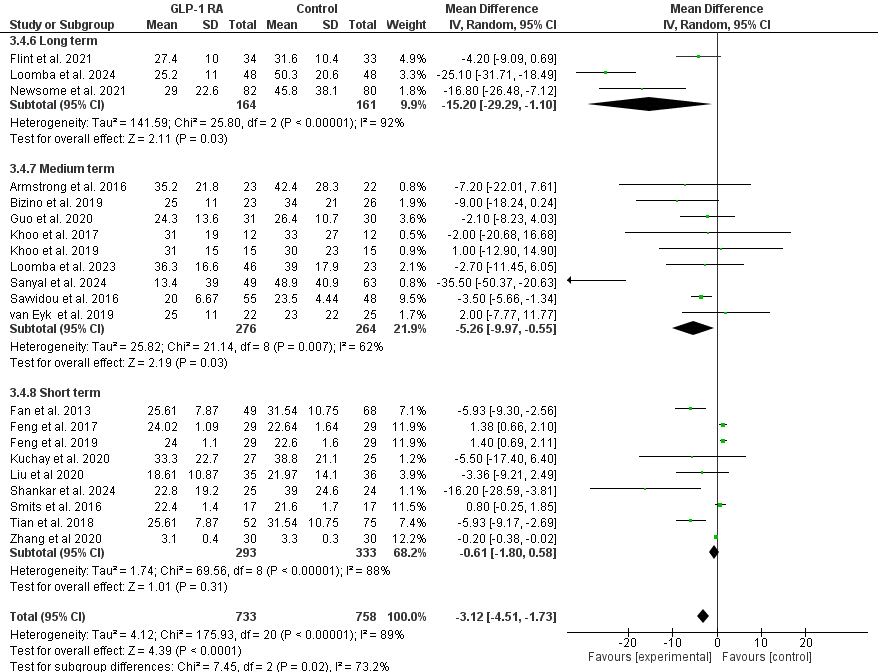 GLP-1 RA Control Mean Difference Mean Difference
Study or Subgroup Mean SD Total Mean SD Total Weight IV, Random, 95% CI IV, Random, 95% CI
3.4.6 Long term
Flint et al. 2021 27.4 10 34 31.6 10.4 33 4.9% -4.20 [-9.09, 0.69]
Loomba et al. 2024 25.2 11 48 50.3 20.6 48 3.3% -25.10 [-31.71, -18.49]
Newsome et al. 2021 29 22.6 82 45.8 38.1 80 1.8% -16.80 [-26.48, -7.12]
Subtotal (95% CI) 164 161 9.9% -15.20 [-29.29, -1.10]
Heterogeneity: Tau² = 141.59; Chi² = 25.80, df = 2 (P < 0.00001); I² = 92%
Test for overall effect: Z = 2.11 (P = 0.03)
3.4.7 Medium term
Armstrong et al. 2016 35.2 21.8 23 42.4 28.3 22 0.8% -7.20 [-22.01, 7.61]
Bizino et al. 2019 25 11 23 34 21 26 1.9% -9.00 [-18.24, 0.24]
Guo et al. 2020 24.3 13.6 31 26.4 10.7 30 3.6% -2.10 [-8.23, 4.03]
Khoo et al. 2017 31 19 12 33 27 12 0.6% -2.00 [-20.68, 16.68]
Khoo et al. 2019 31 15 15 30 23 15 0.9% 1.00 [-12.90, 14.90]
Loomba et al. 2023 36.3 16.6 46 39 17.9 23 2.1% -2.70 [-11.45, 6.05]
Sanyal et al. 2024 13.4 39 49 48.9 40.9 63 0.8% -35.50 [-50.37, -20.63]
Savvidou et al. 2016 20 6.67 55 23.5 4.44 48 9.3% -3.50 [-5.66, -1.34]
van Eyk et al. 2019 25 11 22 23 22 25 1.7% 2.00 [-7.77, 11.77]
Subtotal (95% CI) 276 264 21.9% -5.26 [-9.97, -0.55]
Heterogeneity: Tau² = 25.82; Chi² = 21.14, df = 8 (P = 0.007); I² = 62%
Test for overall effect: Z = 2.19 (P = 0.03)
3.4.8 Short term
Fan et al. 2013 25.61 7.87 49 31.54 10.75 68 7.1% -5.93 [-9.30, -2.56]
Feng et al. 2017 24.02 1.09 29 22.64 1.64 29 11.9% 1.38 [0.66, 2.10]
Feng et al. 2019 24 1.1 29 22.6 1.6 29 11.9% 1.40 [0.69, 2.11]
Kuchay et al. 2020 33.3 22.7 27 38.8 21.1 25 1.2% -5.50 [-17.40, 6.40]
Liu et al 2020 18.61 10.87 35 21.97 14.1 36 3.9% -3.36 [-9.21, 2.49]
Shankar et al. 2024 22.8 19.2 25 39 24.6 24 1.1% -16.20 [-28.59, -3.81]
Smits et al. 2016 22.4 1.4 17 21.6 1.7 17 11.5% 0.80 [-0.25, 1.85]
Tian et al. 2018 25.61 7.87 52 31.54 10.75 75 7.4% -5.93 [-9.17, -2.69]
Zhang et al 2020 3.1 0.4 30 3.3 0.3 30 12.2% -0.20 [-0.38, -0.02]
Subtotal (95% CI) 293 333 68.2% -0.61 [-1.80, 0.58]
Heterogeneity: Tau² = 1.74; Chi² = 69.56, df = 8 (P < 0.00001); I² = 88%
Test for overall effect: Z = 1.01 (P = 0.31)
Total (95% CI) 733 758 100.0% -3.12 [-4.51, -1.73]
Heterogeneity: Tau² = 4.12; Chi² = 175.93, df = 20 (P < 0.00001); I² = 89%
Test for overall effect: Z = 4.39 (P < 0.0001)
Test for subgroup differences: Chi² = 7.45, df = 2 (P = 0.02), I² = 73.2%
-20 -10 0 10 20
Favours [experimental] Favours [control]